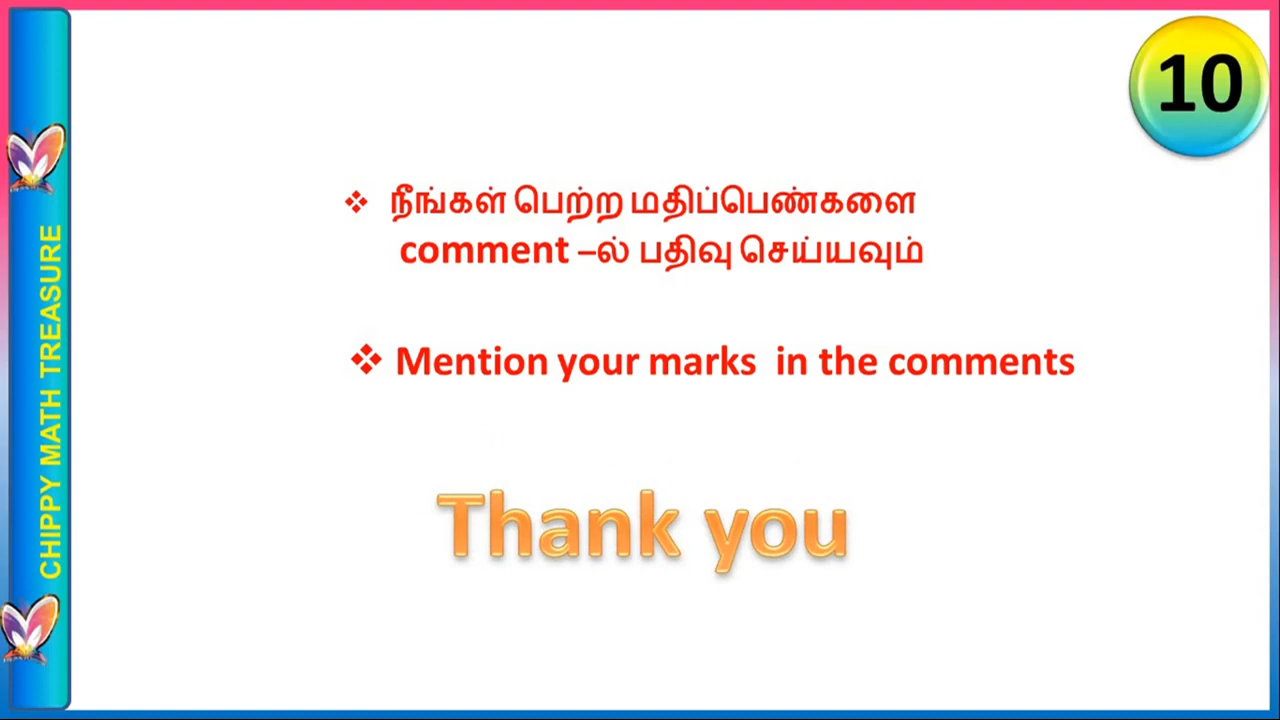 10
❖ நீங்கள் பெற்ற மதிப்பெண்களை
comment –ல் பதிவு செய்யவும்
❖ Mention your marks in the comments
Thank you
CHIPPY MATH TREASURE